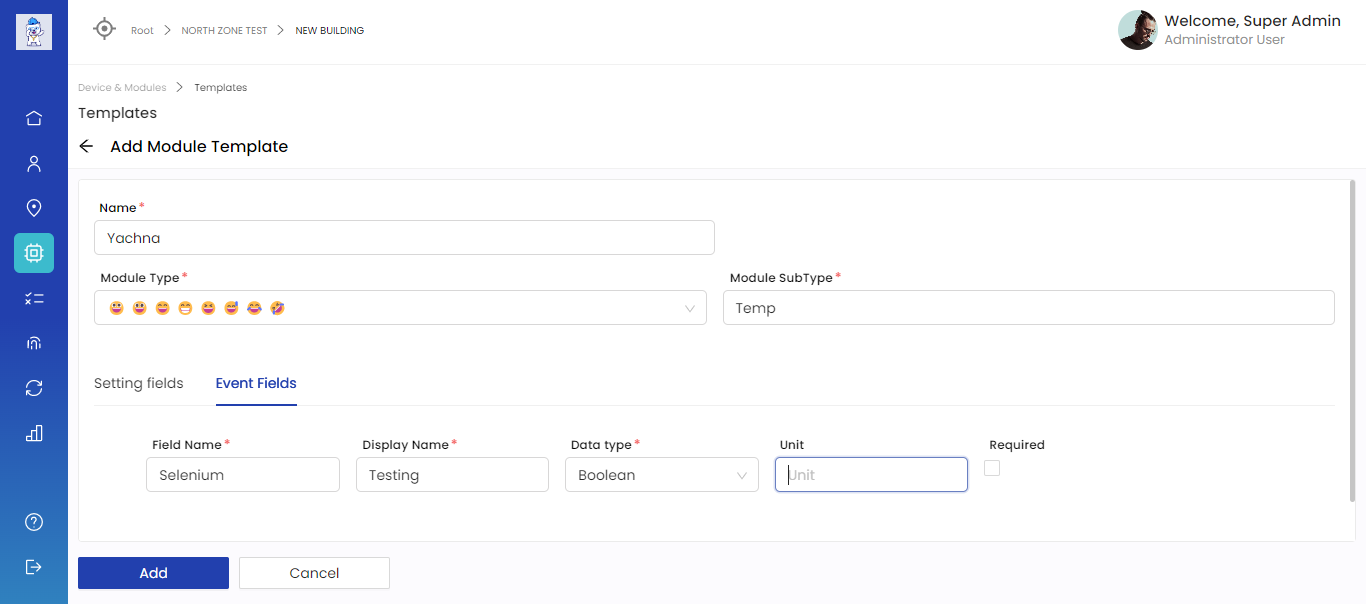 Root > NORTH ZONE TEST > NEW BUILDING
Welcome, Super Admin
Administrator User
Device & Modules > Templates
Templates
← Add Module Template
Name*
Yachna
Module Type* Module SubType*
😀 😃 😄 😁 😆 😅 😂 🤣 Temp
Setting fields Event Fields
Field Name* Display Name* Data type* Unit Required
Selenium Testing Boolean Unit
Add Cancel